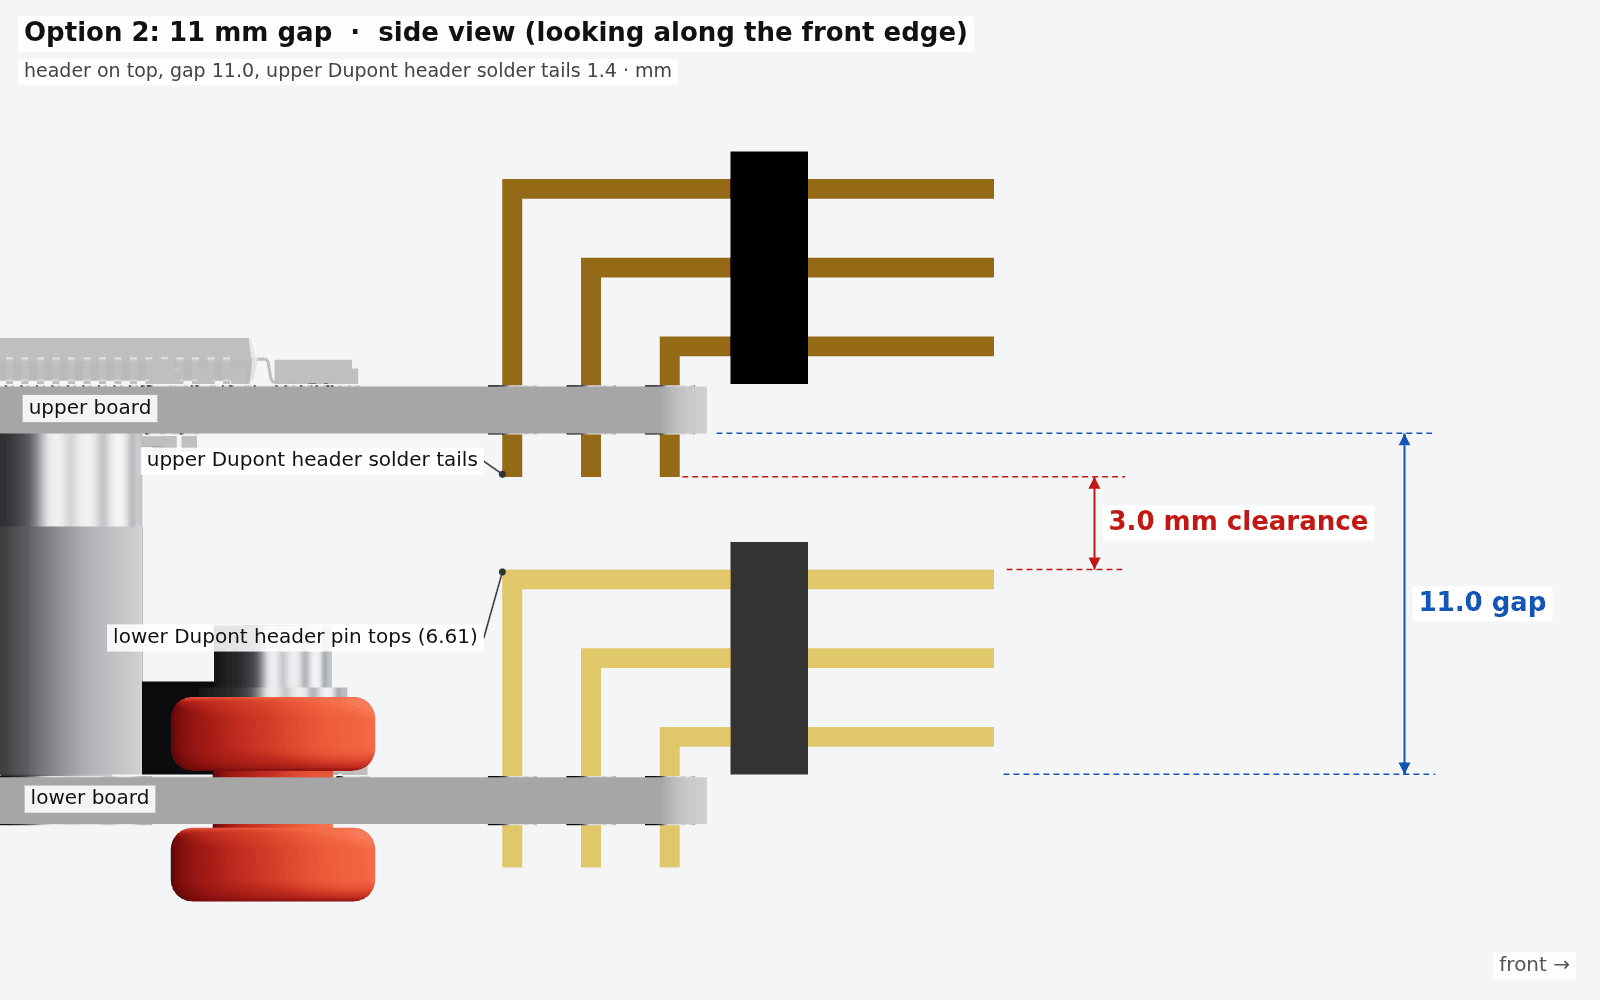 Option 2: 11 mm gap · side view (looking along the front edge)
header on top, gap 11.0, upper Dupont header solder tails 1.4 · mm
upper board
upper Dupont header solder tails
3.0 mm clearance
11.0 gap
lower Dupont header pin tops (6.61)
lower board
front →